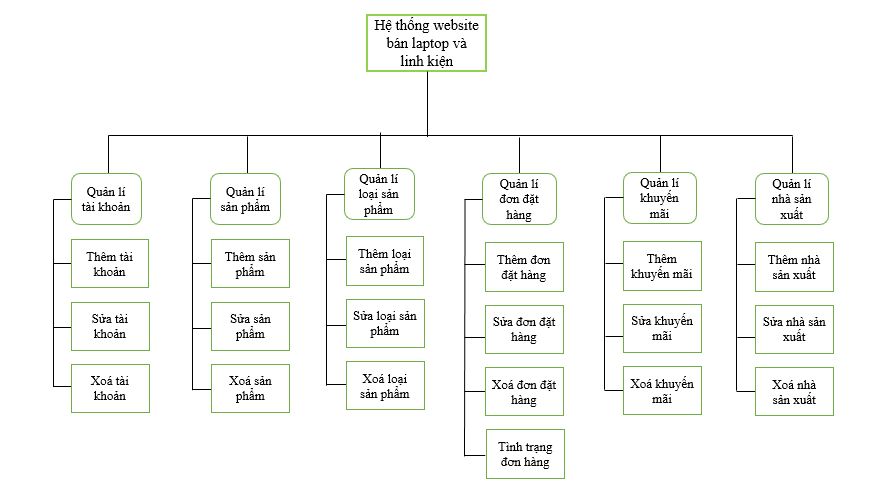 Hệ thống website
bán laptop và
linh kiện
Quản lí
tài khoản
Quản lí
sản phẩm
Quản lí
loại sản
phẩm
Quản lí
đơn đặt
hàng
Quản lí
khuyến
mãi
Quản lí
nhà sản
xuất
Thêm tài
khoản
Thêm sản
phẩm
Thêm loại
sản phẩm
Thêm đơn
đặt hàng
Thêm
khuyến mãi
Thêm nhà
sản xuất
Sửa tài
khoản
Sửa sản
phẩm
Sửa loại sản
phẩm
Sửa đơn đặt
hàng
Sửa khuyến
mãi
Sửa nhà sản
xuất
Xoá tài
khoản
Xoá sản
phẩm
Xoá loại
sản phẩm
Xoá đơn đặt
hàng
Xoá khuyến
mãi
Xoá nhà
sản xuất
Tình trạng
đơn hàng